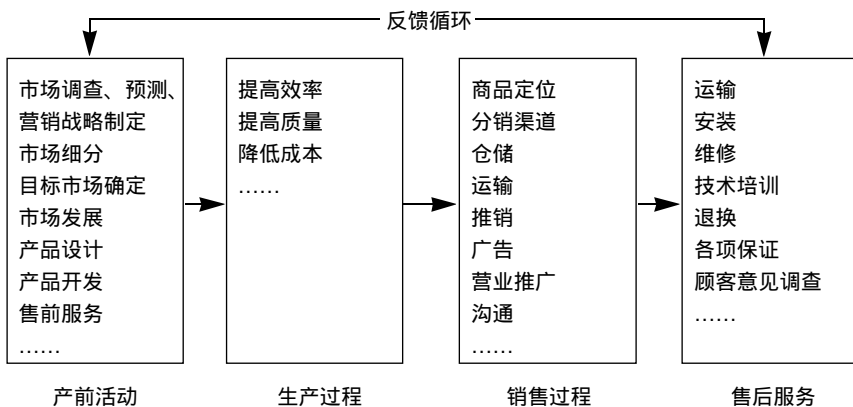 反馈循环
市场调查、预测、
营销战略制定
市场细分
目标市场确定
市场发展
产品设计
产品开发
售前服务
……
产前活动
提高效率
提高质量
降低成本
……
生产过程
商品定位
分销渠道
仓储
运输
推销
广告
营业推广
沟通
……
销售过程
运输
安装
维修
技术培训
退换
各项保证
顾客意见调查
……
售后服务